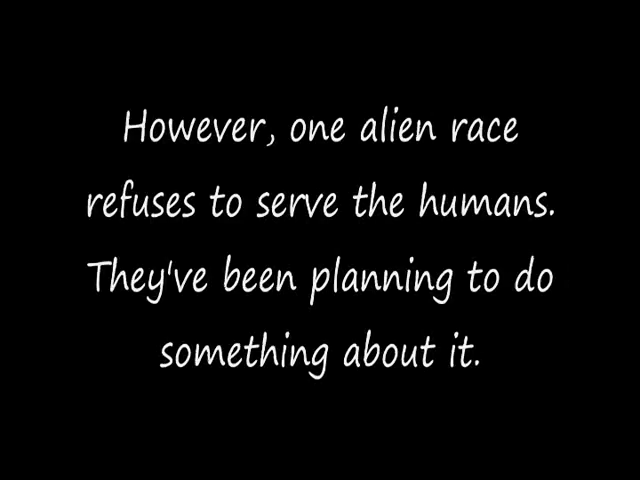 However, one alien race
refuses to serve the humans.
They've been planning to do
something about it.